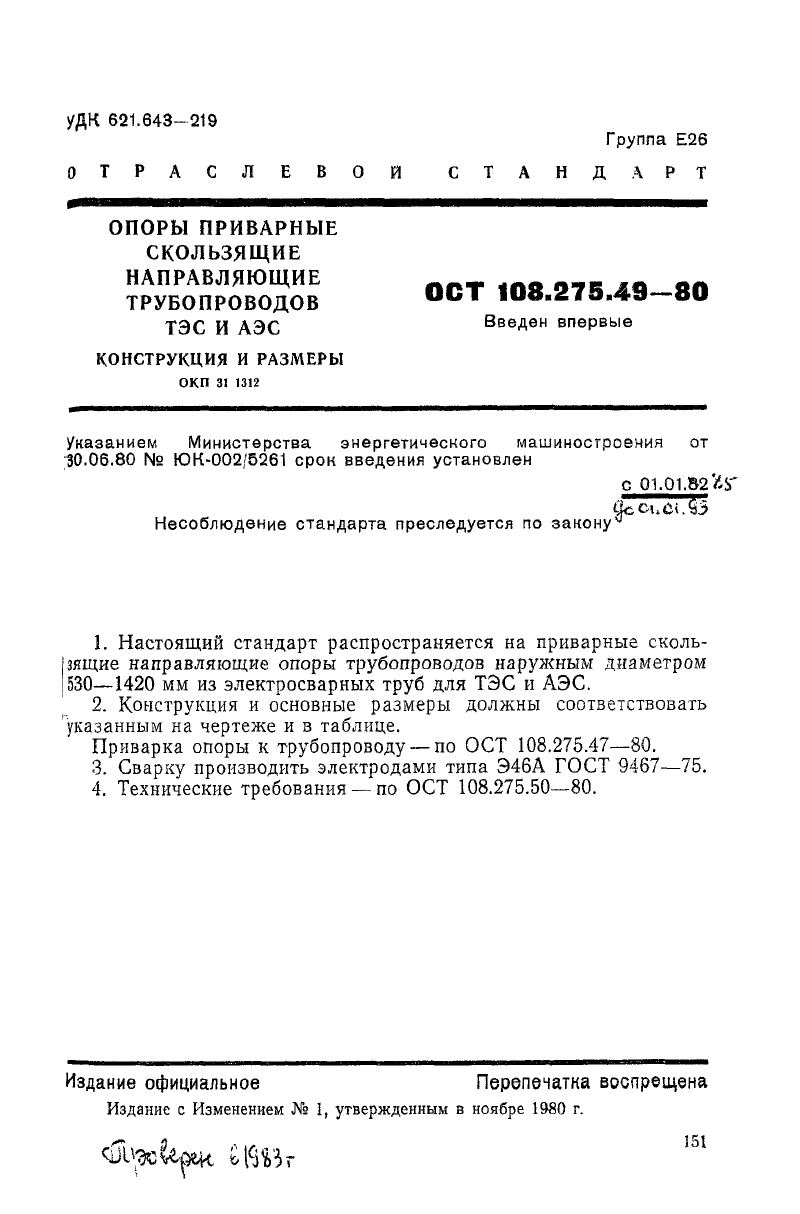 УДК 621.643—219
Группа Е26
ОТРАСЛЕВОЙ СТАНДАРТ
ОПОРЫ ПРИВАРНЫЕ
СКОЛЬЗЯЩИЕ
НАПРАВЛЯЮЩИЕ
ТРУБОПРОВОДОВ
ТЭС И АЭС
КОНСТРУКЦИЯ И РАЗМЕРЫ
ОКП 31 1312
ОСТ 108.275.49—80
Введен впервые
Указанием Министерства энергетического машиностроения от
30.06.80 № ЮК-002/5261 срок введения установлен
с 01.01.82
до 01.01.93
Несоблюдение стандарта преследуется по закону
1. Настоящий стандарт распространяется на приварные сколь-
зящие направляющие опоры трубопроводов наружным диаметром
530—1420 мм из электросварных труб для ТЭС и АЭС.
2. Конструкция и основные размеры должны соответствовать
указанным на чертеже и в таблице.
Приварка опоры к трубопроводу — по ОСТ 108.275.47—80.
3. Сварку производить электродами типа Э46А ГОСТ 9467—75.
4. Технические требования — по ОСТ 108.275.50—80.
Издание официальное
Перепечатка воспрещена
Издание с Изменением № 1, утвержденным в ноябре 1980 г.
151
Проверен в 1983 г